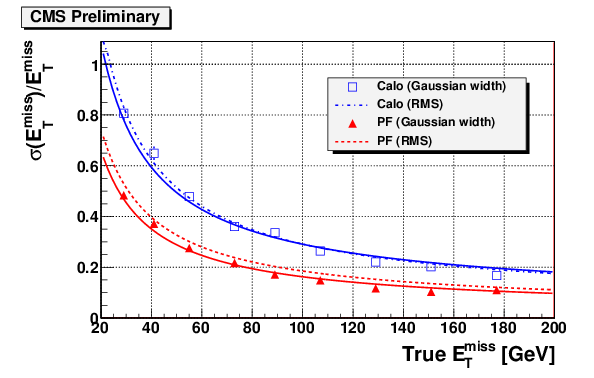 CMS Preliminary
σ(E_T^miss)/E_T^miss
1
0.8
0.6
0.4
0.2
0
Calo (Gaussian width)
Calo (RMS)
PF (Gaussian width)
PF (RMS)
20 40 60 80 100 120 140 160 180 200
True E_T^miss [GeV]